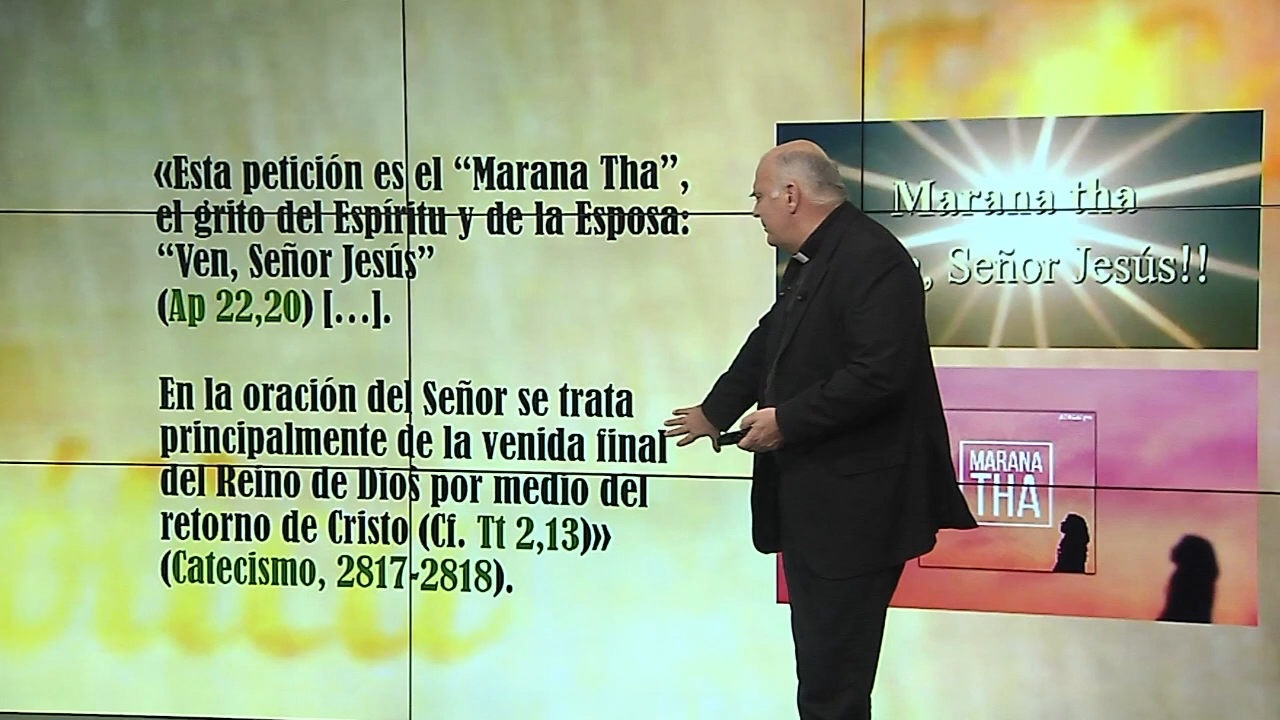 «Esta petición es el “Marana Tha”,
el grito del Espíritu y de la Esposa:
“Ven, Señor Jesús”
(Ap 22,20) […].
En la oración del Señor se trata
principalmente de la venida final
del Reino de Dios por medio del
retorno de Cristo (Cf. Tt 2,13)»
(Catecismo, 2817-2818).
Marana tha
, Señor Jesús!!
MARANA
THA